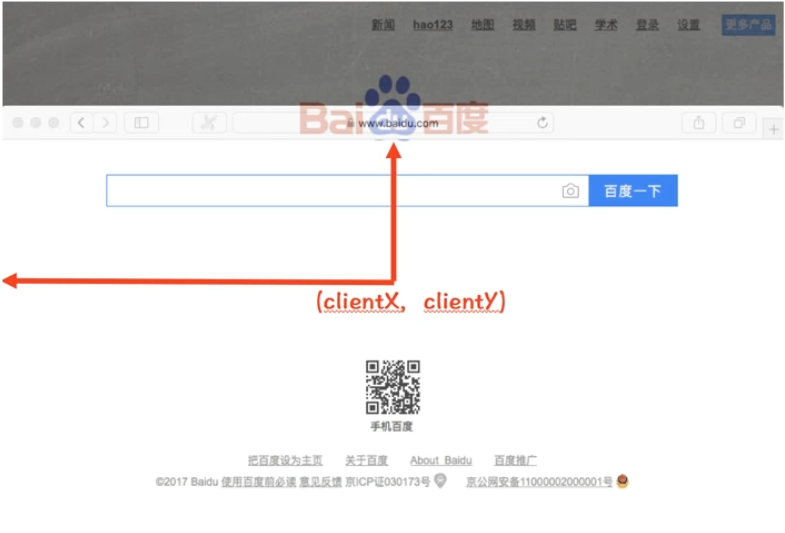 新闻 hao123 地图 视频 贴吧 学术 登录 设置 更多产品
Bai du 百度
www.baidu.com
百度一下
(clientX, clientY)
手机百度
把百度设为主页 关于百度 About Baidu 百度推广
©2017 Baidu 使用百度前必读 意见反馈 京ICP证030173号 京公网安备11000002000001号